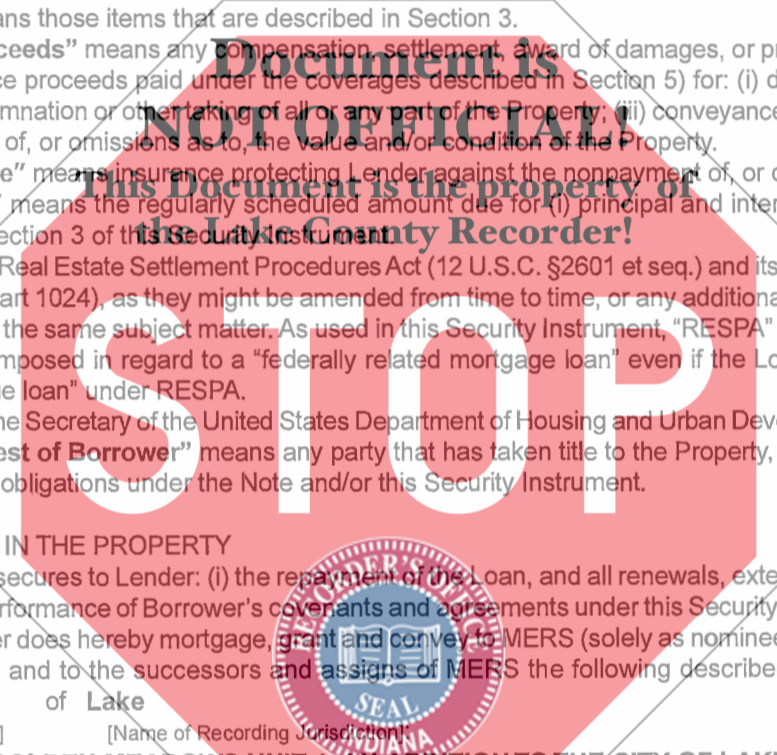 ans those items that are described in Section 3.
ceeds” means any compensation, settlement, award of damages, or p
ce proceeds paid under the coverages described in Section 5) for: (i) d
mnation or other taking of all or any part of the Property; (iii) conveyance
of, or omissions as to, the value and/or condition of the Property.
e” means insurance protecting Lender against the nonpayment of, or
means the regularly scheduled amount due for (i) principal and inter
ection 3 of this Security Instrument.
Real Estate Settlement Procedures Act (12 U.S.C. §2601 et seq.) and its
art 1024), as they might be amended from time to time, or any additiona
the same subject matter. As used in this Security Instrument, “RESPA”
mposed in regard to a “federally related mortgage loan” even if the Lo
e loan” under RESPA.
he Secretary of the United States Department of Housing and Urban Dev
est of Borrower” means any party that has taken title to the Property,
obligations under the Note and/or this Security Instrument.
IN THE PROPERTY
secures to Lender: (i) the repayment of the Loan, and all renewals, exte
rformance of Borrower’s covenants and agreements under this Security
er does hereby mortgage, grant and convey to MERS (solely as nominee
and to the successors and assigns of MERS the following describe
of Lake
] [Name of Recording Jurisdiction]:
Document is
NOT OFFICIAL!
This Document is the property of
the Lake County Recorder!
STOP
RECORDER'S OFFICE
SEAL
INDIANA